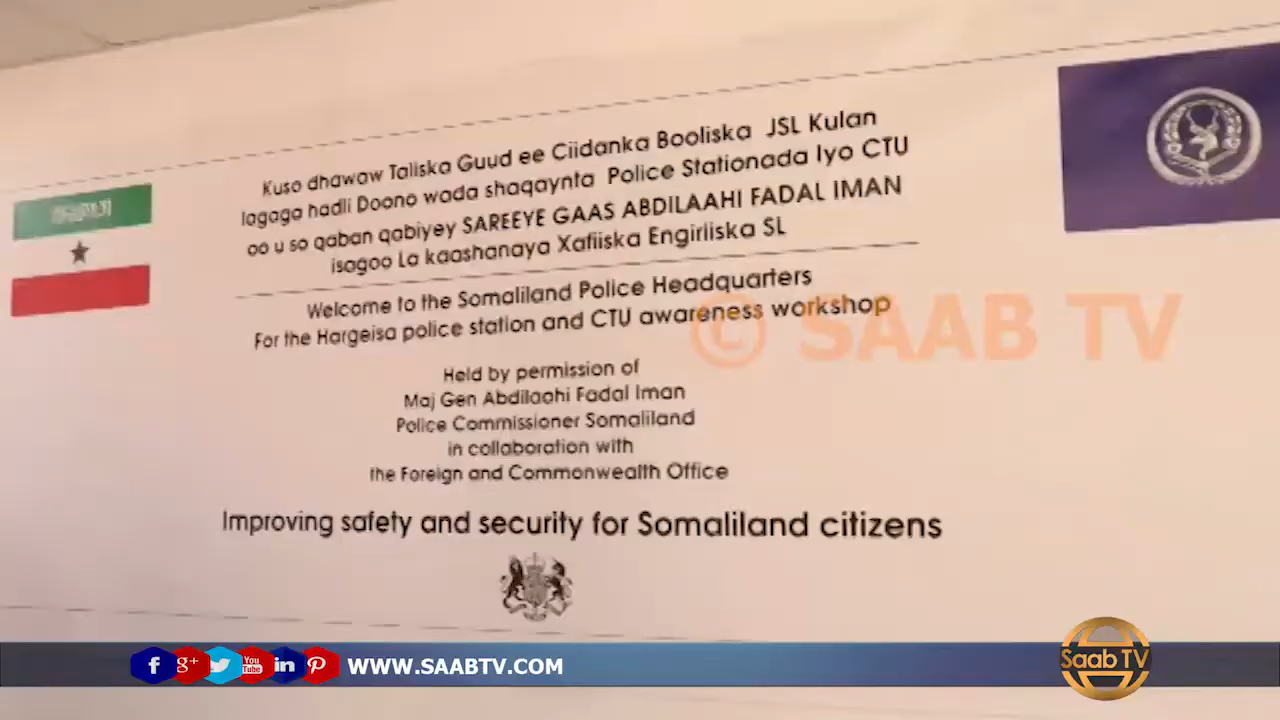 Kuso dhawaw Taliska Guud ee Ciidanka Booliska JSL Kulan
lagaga hadli Doono wada shaqaynta Police Stationada Iyo CTU
oo u so qaban qabiyey SAREEYE GAAS ABDILAAHI FADAL IMAN
isagoo La kaashanaya Xafiiska Engirliiska SL
Welcome to the Somaliland Police Headquarters
For the Hargeisa police station and CTU awareness workshop
© SAAB TV
Held by permission of
Maj Gen Abdilaahi Fadal Iman
Police Commissioner Somaliland
in collaboration with
the Foreign and Commonwealth Office
Improving safety and security for Somaliland citizens
f g+ You Tube in
WWW.SAABTV.COM
Saab TV